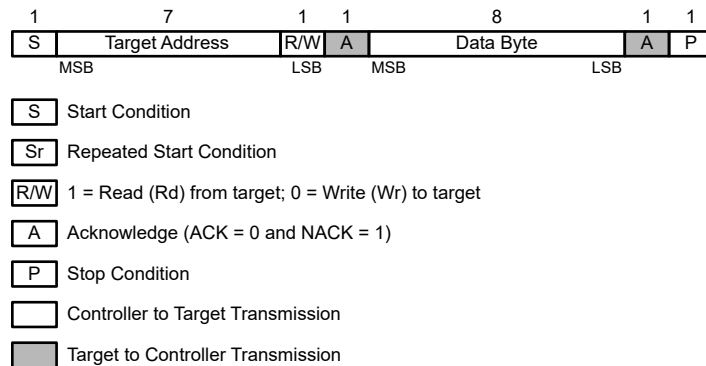 1 7 1 1 8 1 1
S Target Address R/W A Data Byte A P
MSB LSB MSB LSB
S Start Condition
Sr Repeated Start Condition
R/W 1 = Read (Rd) from target; 0 = Write (Wr) to target
A Acknowledge (ACK = 0 and NACK = 1)
P Stop Condition
Controller to Target Transmission
Target to Controller Transmission